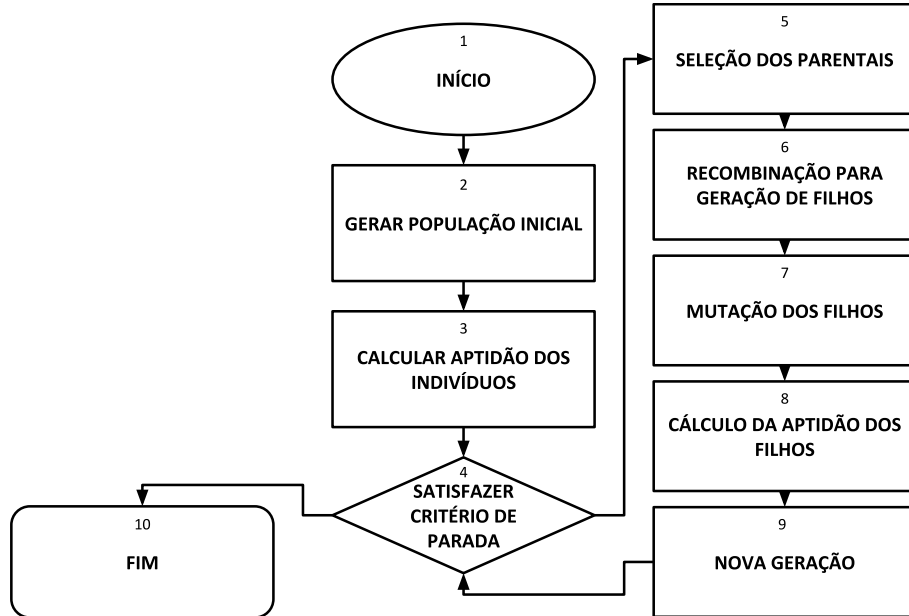 1
INÍCIO
2
GERAR POPULAÇÃO INICIAL
3
CALCULAR APTIDÃO DOS
INDIVÍDUOS
4
SATISFAZER
CRITÉRIO DE
PARADA
5
SELEÇÃO DOS PARENTAIS
6
RECOMBINAÇÃO PARA
GERAÇÃO DE FILHOS
7
MUTAÇÃO DOS FILHOS
8
CÁLCULO DA APTIDÃO DOS
FILHOS
9
NOVA GERAÇÃO
10
FIM